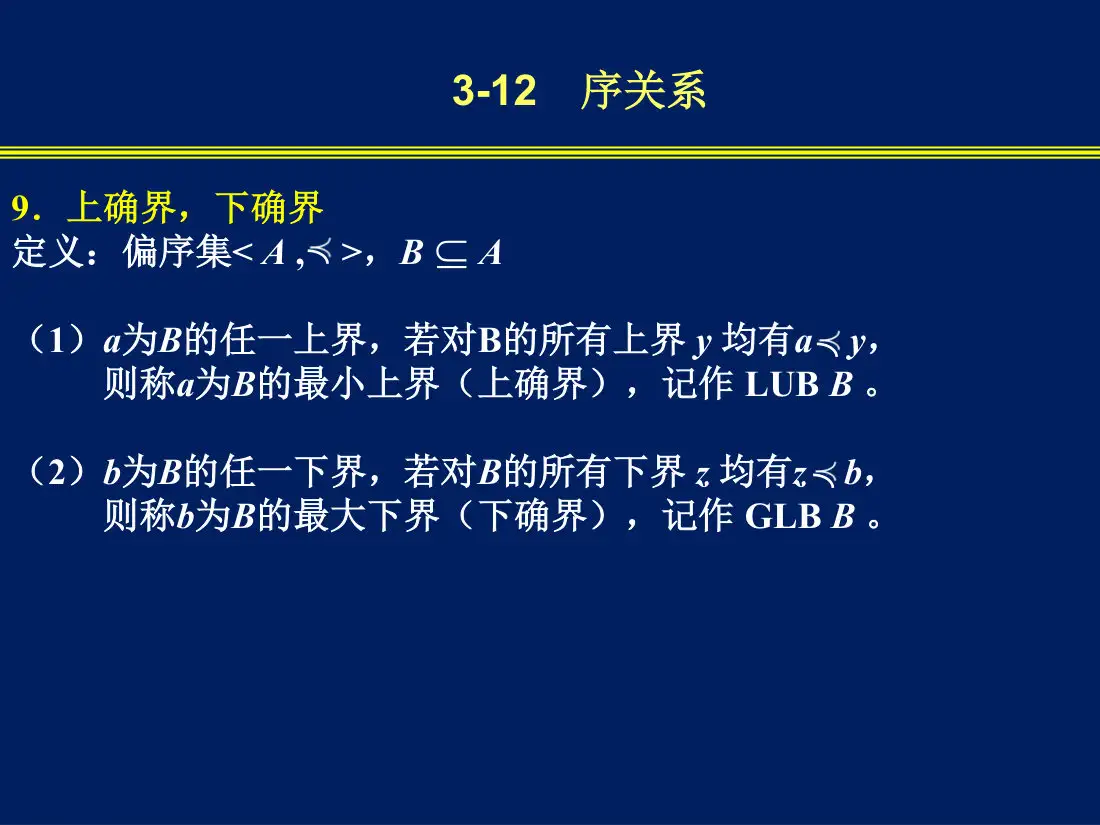 3-12 序关系
9．上确界，下确界
定义：偏序集< A ,≼ >，B ⊆ A
（1）a为B的任一上界，若对B的所有上界 y 均有a≼ y，
则称a为B的最小上界（上确界），记作 LUB B 。
（2）b为B的任一下界，若对B的所有下界 z 均有z≼ b，
则称b为B的最大下界（下确界），记作 GLB B 。